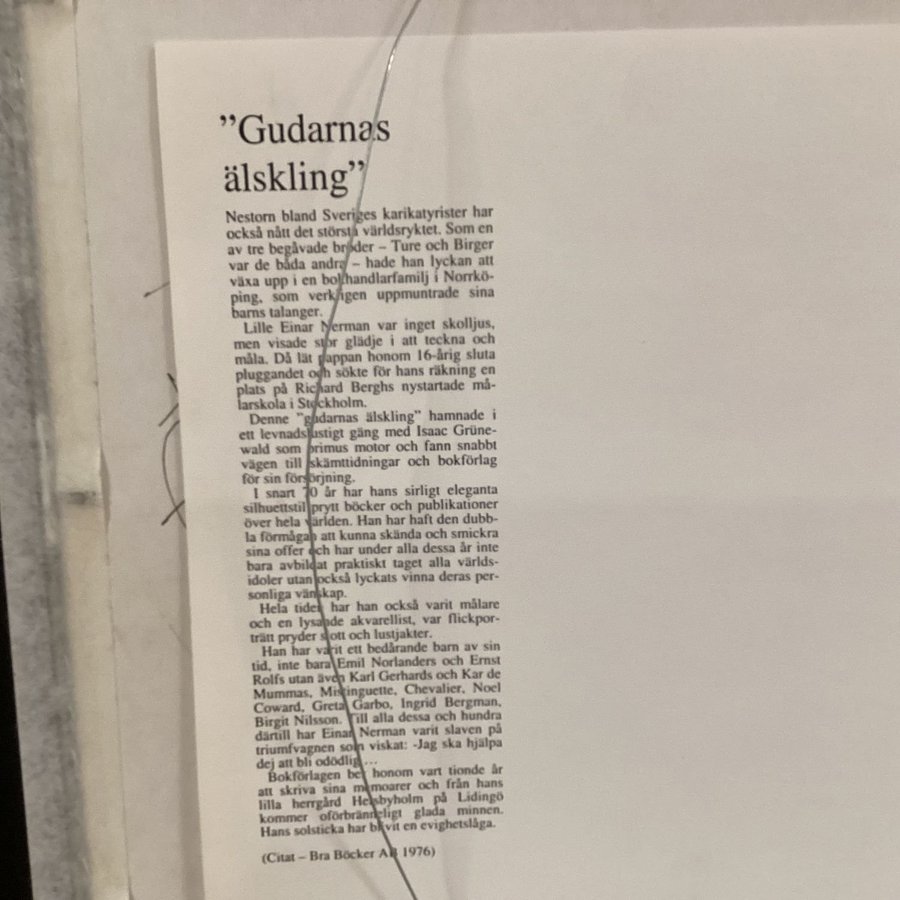 ”Gudarnas
älskling”
Nestorn bland Sveriges karikatyrister har
också nått det största världsryktet. Som en
av tre begåvade bröder – Ture och Birger
var de båda andra – hade han lyckan att
växa upp i en bokhandlarfamilj i Norrkö-
ping, som verkligen uppmuntrade sina
barns talanger.
Lille Einar Nerman var inget skolljus,
men visade stor glädje i att teckna och
måla. Då lät pappan honom 16-årig sluta
pluggandet och sökte för hans räkning en
plats på Richard Berghs nystartade må-
larskola i Stockholm.
Denne ”gudarnas älskling” hamnade i
ett levnadslustigt gäng med Isaac Grüne-
wald som primus motor och fann snabbt
vägen till skämttidningar och bokförlag
för sin försörjning.
I snart 70 år har hans sirligt eleganta
silhuettstil prytt böcker och publikationer
över hela världen. Han har haft den dubb-
la förmågan att kunna skända och smickra
sina offer och har under alla dessa år inte
bara avbildat praktiskt taget alla världs-
idoler utan också lyckats vinna deras per-
sonliga vänskap.
Hela tiden har han också varit målare
och en lysande akvarellist, var flickpor-
trätt pryder slott och lustjakter.
Han har varit ett bedårande barn av sin
tid, inte bara Emil Norlanders och Ernst
Rolfs utan även Karl Gerhards och Kar de
Mummas, Mistinguette, Chevalier, Noel
Coward, Greta Garbo, Ingrid Bergman,
Birgit Nilsson. Till alla dessa och hundra
därtill har Einar Nerman varit slaven på
triumfvagnen som viskat: -Jag ska hjälpa
dej att bli odödlig…
Bokförlagen ber honom vart tionde år
att skriva sina memoarer och från hans
lilla herrgård Helsbyholm på Lidingö
kommer oförbränneligt glada minnen.
Hans solsticka har blivit en evighetslåga.
(Citat – Bra Böcker AB 1976)